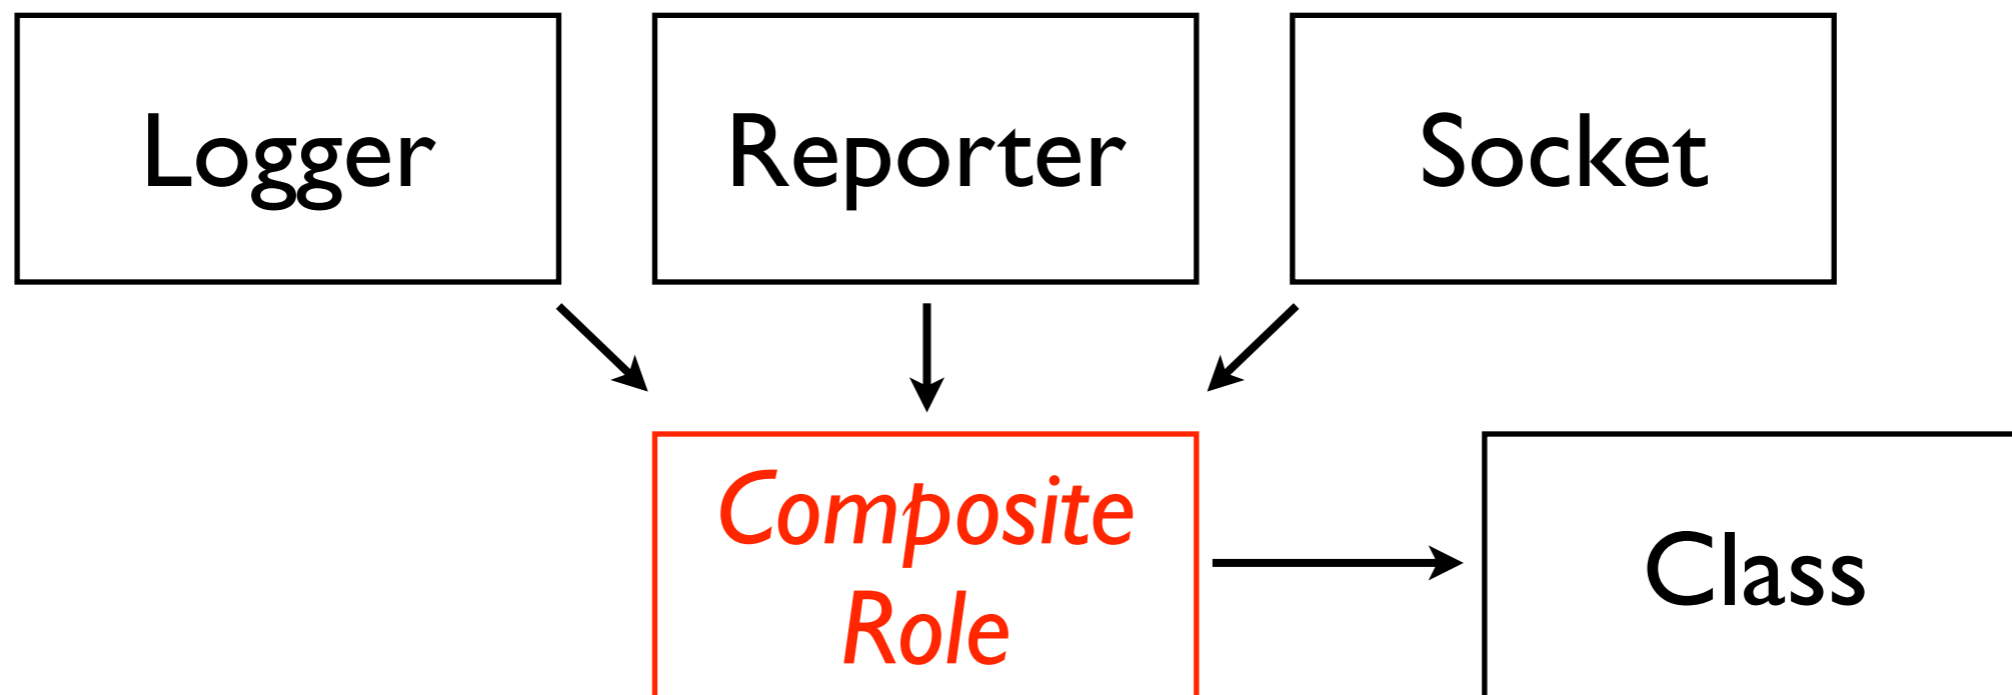 Logger
Reporter
Socket
Composite
Role
Class